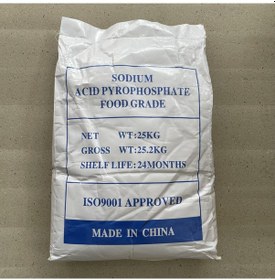 SODIUM
ACID PYROPHOSPHATE
FOOD GRADE
NET WT:25KG
GROSS WT:25.2KG
SHELF LIFE:24MONTHS
ISO9001 APPROVED
MADE IN CHINA